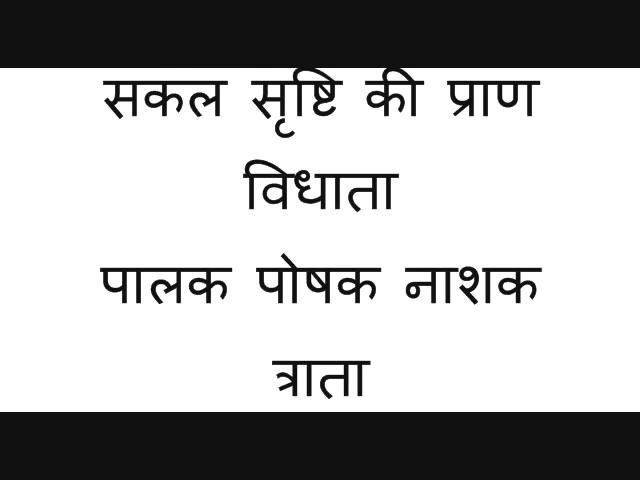 सकल सृष्टि की प्राण
विधाता
पालक पोषक नाशक
त्राता